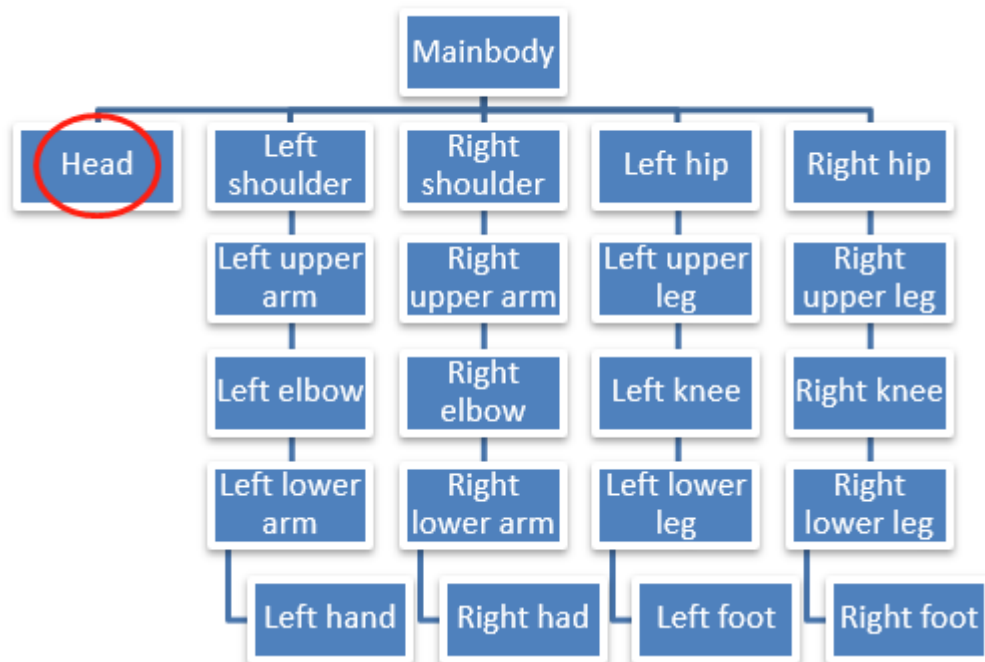 Mainbody
Head
Left
shoulder
Right
shoulder
Left hip
Right hip
Left upper
arm
Right
upper arm
Left upper
leg
Right
upper leg
Left elbow
Right
elbow
Left knee
Right knee
Left lower
arm
Right
lower arm
Left lower
leg
Right
lower leg
Left hand
Right had
Left foot
Right foot